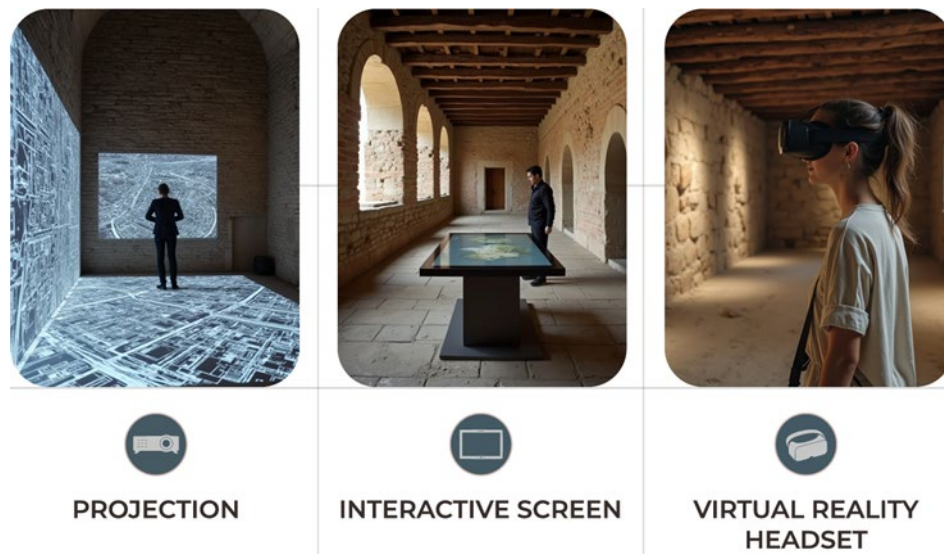 PROJECTION
INTERACTIVE SCREEN
VIRTUAL REALITY
HEADSET